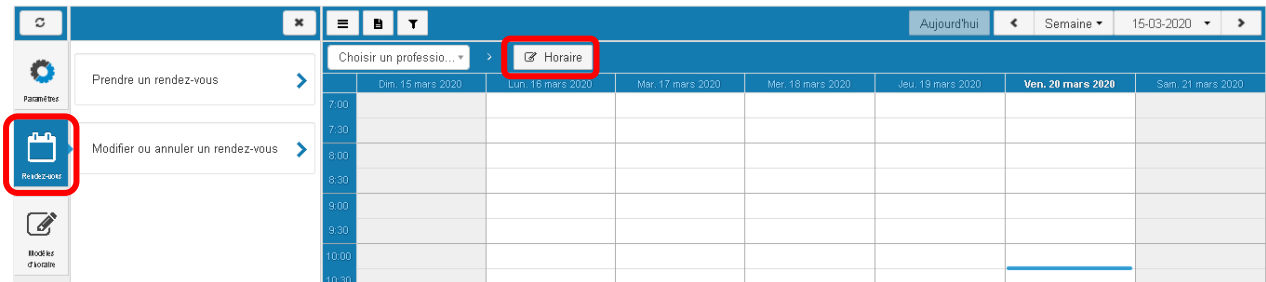 Aujourd'hui
Semaine
15-03-2020
Choisir un professio...
>
Horaire
Paramètres
Prendre un rendez-vous
Rendez-vous
Modifier ou annuler un rendez-vous
Modèles
d'horaire
Dim. 15 mars 2020
Lun. 16 mars 2020
Mar. 17 mars 2020
Mer. 18 mars 2020
Jeu. 19 mars 2020
Ven. 20 mars 2020
Sam. 21 mars 2020
7:00
7:30
8:00
8:30
9:00
9:30
10:00
10:30